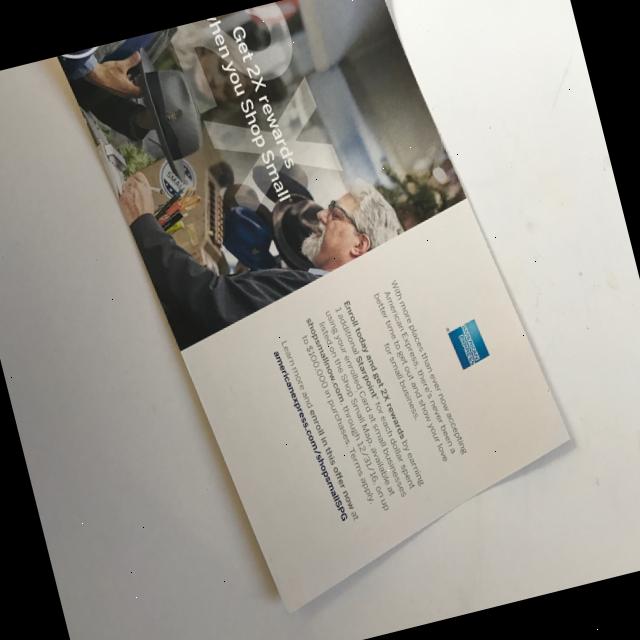 2X
Get 2X rewards
when you Shop Small
AMERICAN EXPRESS
With more places than ever now accepting
American Express, there's never been a
better time to get out and show your love
for small business.
Enroll today and get 2X rewards by earning
1 additional Starpoint® for each dollar spent
using your enrolled Card at small businesses
listed on the Shop Small Map, available at
shopsmallnow.com, through 12/31/16, on up
to $100,000 in purchases. Terms apply.
Learn more and enroll in this offer now at
americanexpress.com/shopsmallSPG